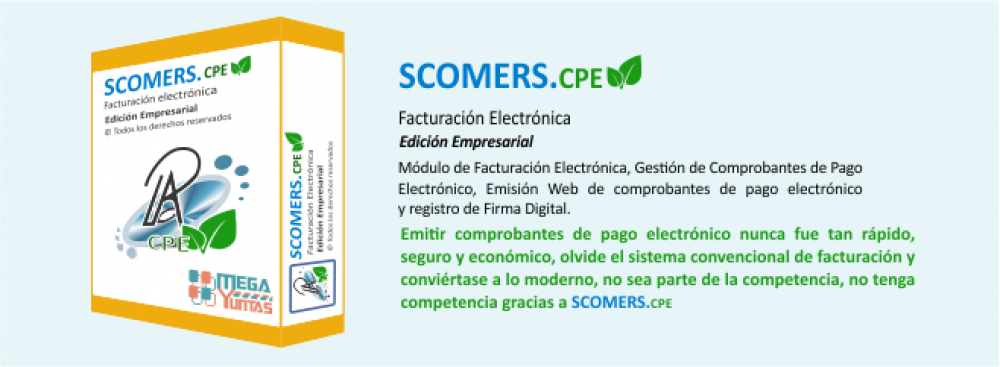 SCOMERS.CPE
Facturación electrónica
Edición Empresarial
© Todos los derechos reservados
CPE
MEGA
YUNTAS
SCOMERS.CPE
Facturación Electrónica
Edición Empresarial
© Todos los derechos reservados
SCOMERS.CPE
Facturación Electrónica
Edición Empresarial
Módulo de Facturación Electrónica, Gestión de Comprobantes de Pago
Electrónico, Emisión Web de comprobantes de pago electrónico
y registro de Firma Digital.
Emitir comprobantes de pago electrónico nunca fue tan rápido,
seguro y económico, olvide el sistema convencional de facturación y
conviértase a lo moderno, no sea parte de la competencia, no tenga
competencia gracias a SCOMERS.CPE